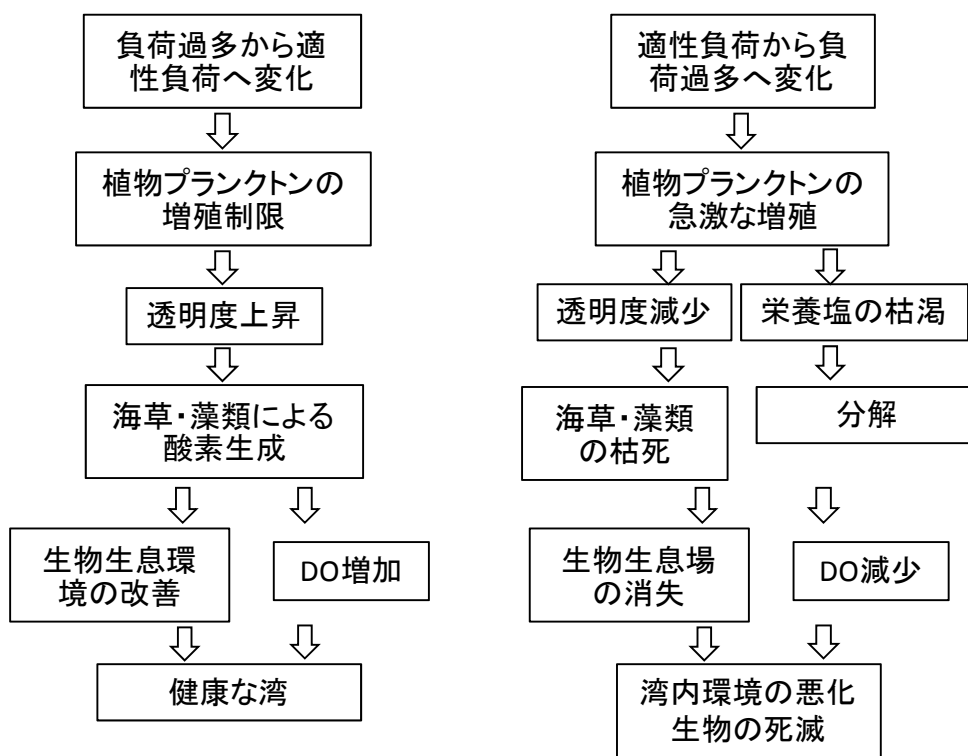 負荷過多から適
性負荷へ変化
植物プランクトンの
増殖制限
透明度上昇
海草・藻類による
酸素生成
生物生息環
境の改善
DO増加
健康な湾
適性負荷から負
荷過多へ変化
植物プランクトンの
急激な増殖
透明度減少
栄養塩の枯渇
海草・藻類
の枯死
分解
生物生息場
の消失
DO減少
湾内環境の悪化
生物の死滅